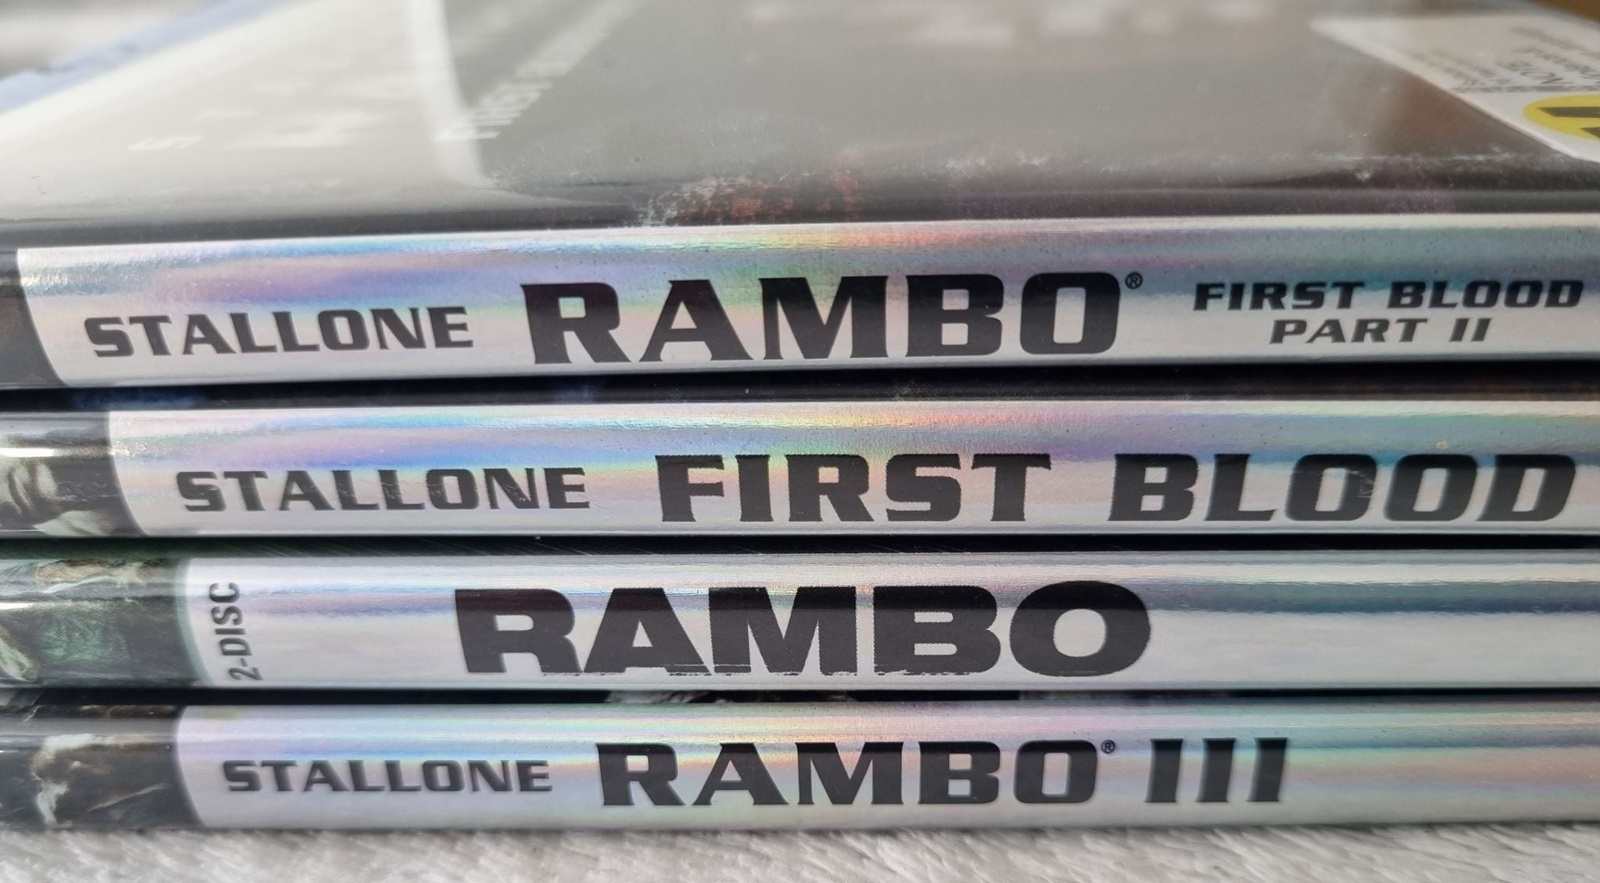 STALLONE RAMBO® FIRST BLOOD
PART II
STALLONE FIRST BLOOD
2-DISC RAMBO
STALLONE RAMBO® III